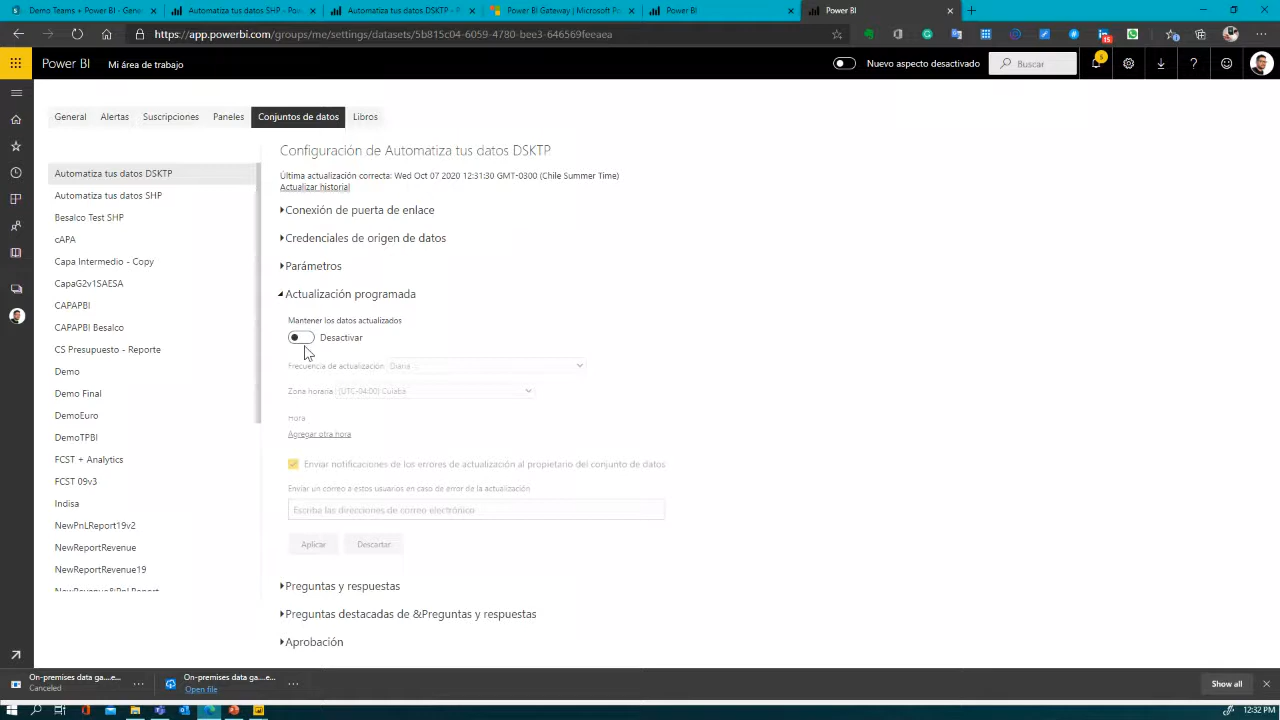 Demo Teams + Power BI - Gene
Automatiza tus datos SHP - Pow
Automatiza tus datos DSKTP - P
Power BI Gateway | Microsoft Po
Power BI
Power BI
https://app.powerbi.com/groups/me/settings/datasets/5b815c04-6059-4780-bee3-646569feeaea
15
Power BI
Mi área de trabajo
Nuevo aspecto desactivado
Buscar
5
General
Alertas
Suscripciones
Paneles
Conjuntos de datos
Libros
Automatiza tus datos DSKTP
Automatiza tus datos SHP
Besalco Test SHP
cAPA
Capa Intermedio - Copy
CapaG2v1SAESA
CAPAPBI
CAPAPBI Besalco
CS Presupuesto - Reporte
Demo
Demo Final
DemoEuro
DemoTPBI
FCST + Analytics
FCST 09v3
Indisa
NewPnLReport19v2
NewReportRevenue
NewReportRevenue19
NewRevenue&PnLReport
Configuración de Automatiza tus datos DSKTP
Última actualización correcta: Wed Oct 07 2020 12:31:30 GMT-0300 (Chile Summer Time)
Actualizar historial
Conexión de puerta de enlace
Credenciales de origen de datos
Parámetros
Actualización programada
Mantener los datos actualizados
Desactivar
Frecuencia de actualización Diaria
Zona horaria (UTC-04:00) Cuiabá
Hora
Agregar otra hora
Enviar notificaciones de los errores de actualización al propietario del conjunto de datos
Enviar un correo a estos usuarios en caso de error de la actualización
Escriba las direcciones de correo electrónico
Aplicar
Descartar
Preguntas y respuestas
Preguntas destacadas de &Preguntas y respuestas
Aprobación
On-premises data ga....e...
Canceled
On-premises data ga....e...
Open file
Show all
12:32 PM